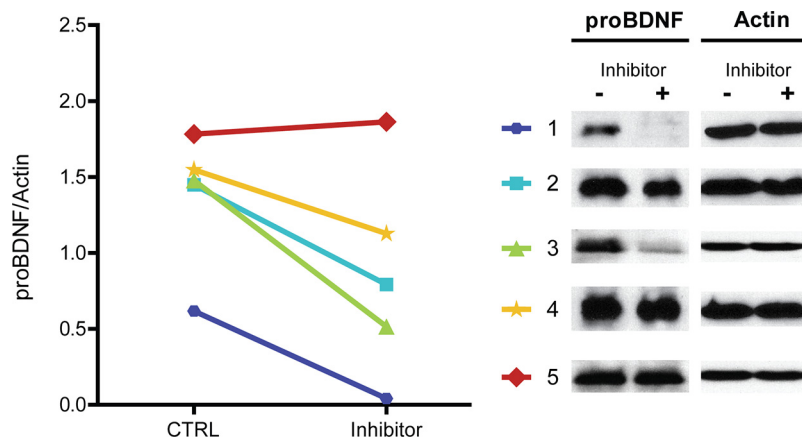 proBDNF/Actin
2.5
2.0
1.5
1.0
0.5
0.0
CTRL Inhibitor
proBDNF Actin
Inhibitor Inhibitor
- + - +
1
2
3
4
5